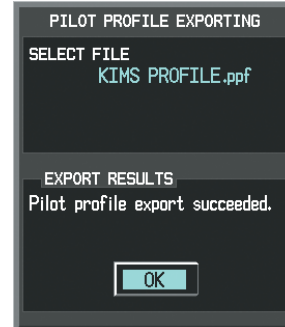 PILOT PROFILE EXPORTING
SELECT FILE
KIMS PROFILE.ppf
EXPORT RESULTS
Pilot profile export succeeded.
OK